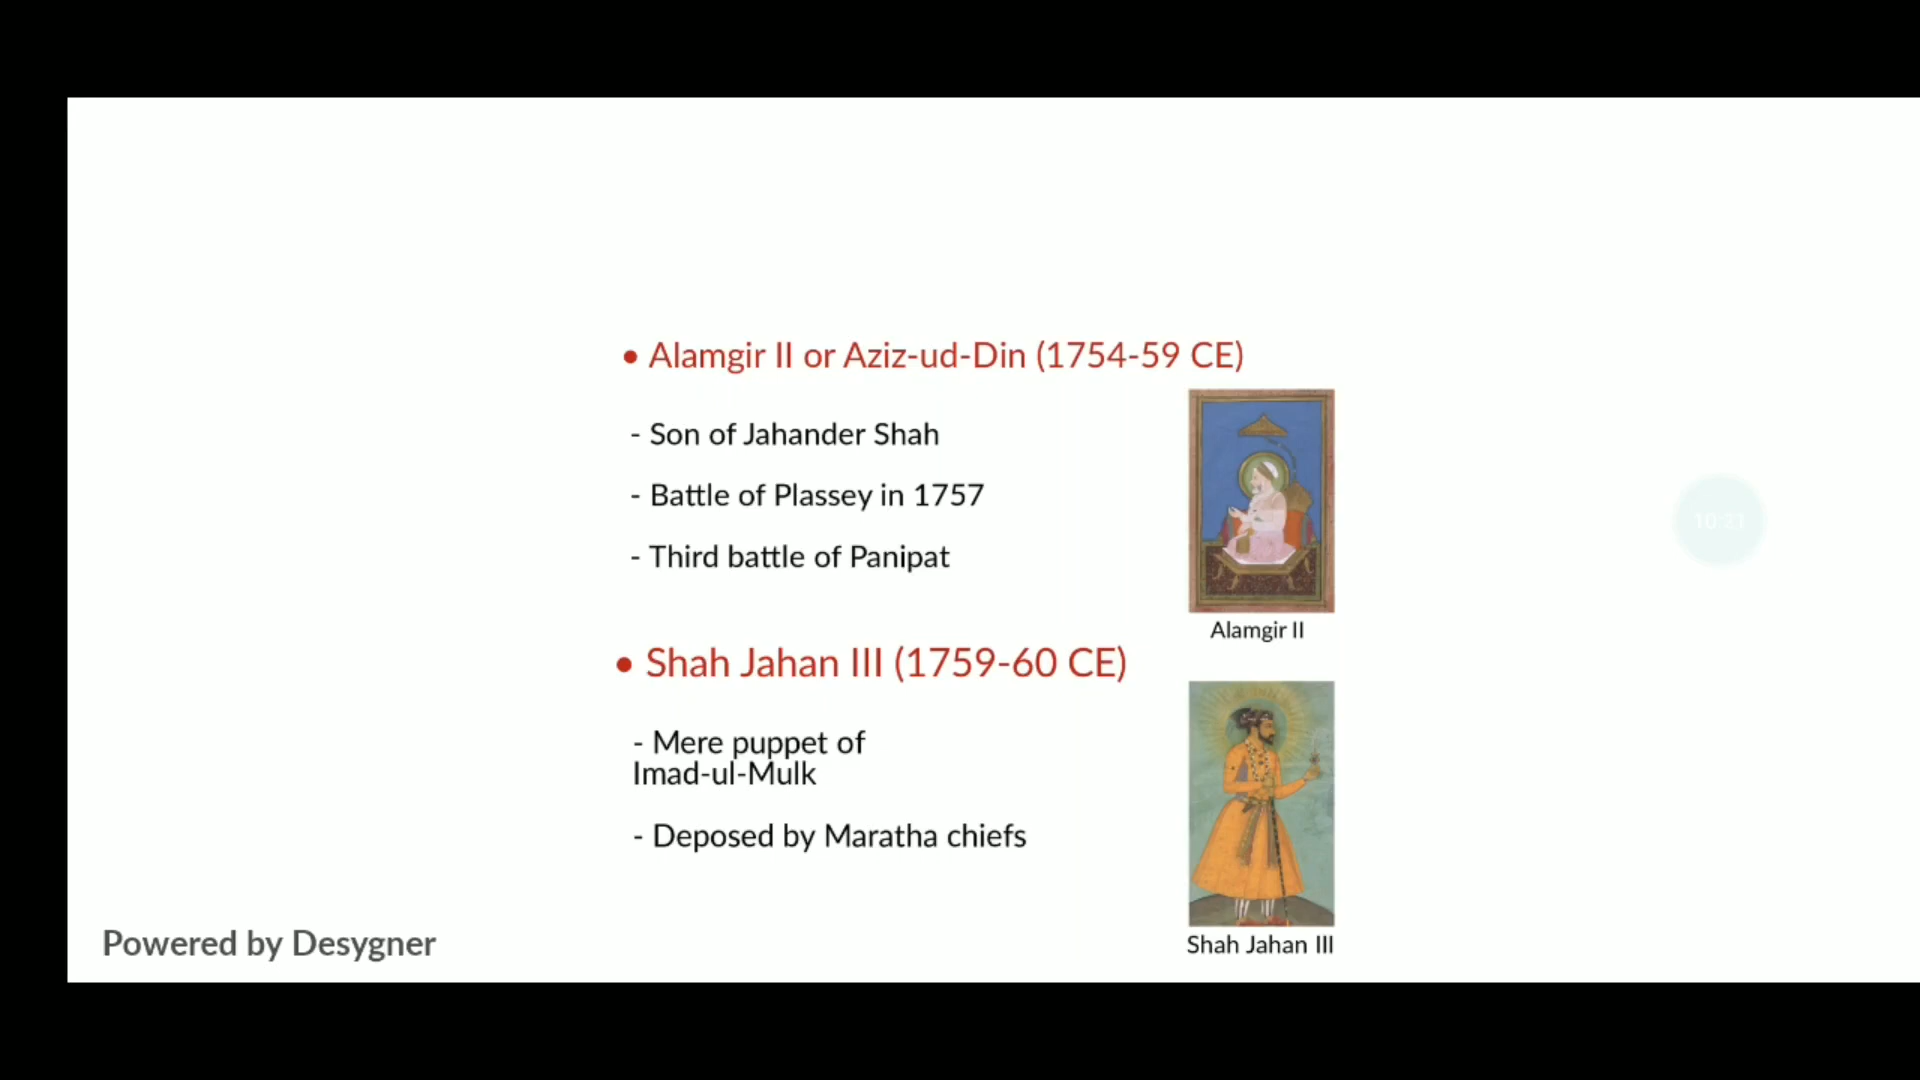 • Alamgir II or Aziz-ud-Din (1754-59 CE)
- Son of Jahander Shah
- Battle of Plassey in 1757
- Third battle of Panipat
Alamgir II
• Shah Jahan III (1759-60 CE)
- Mere puppet of
Imad-ul-Mulk
- Deposed by Maratha chiefs
Shah Jahan III
Powered by Desygner
10:21